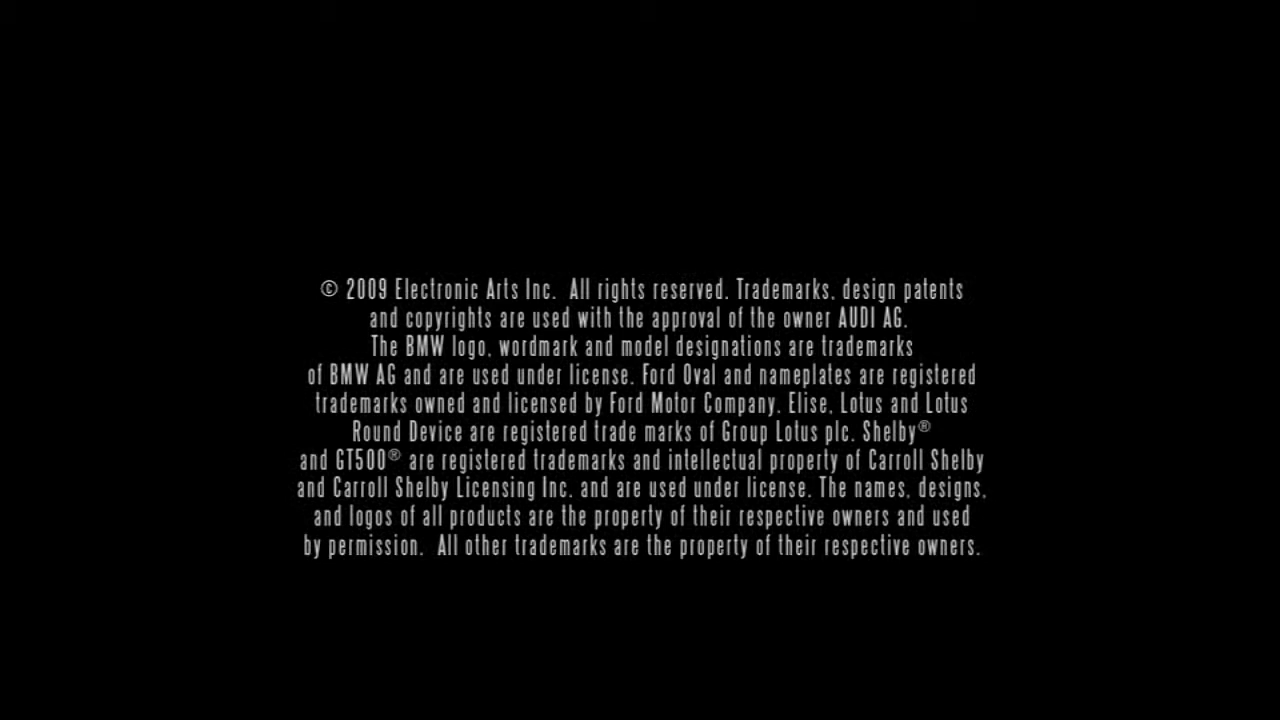 © 2009 Electronic Arts Inc.  All rights reserved. Trademarks, design patents
and copyrights are used with the approval of the owner AUDI AG.
The BMW logo, wordmark and model designations are trademarks
of BMW AG and are used under license. Ford Oval and nameplates are registered
trademarks owned and licensed by Ford Motor Company. Elise, Lotus and Lotus
Round Device are registered trade marks of Group Lotus plc. Shelby®
and GT500® are registered trademarks and intellectual property of Carroll Shelby
and Carroll Shelby Licensing Inc. and are used under license. The names, designs,
and logos of all products are the property of their respective owners and used
by permission.  All other trademarks are the property of their respective owners.